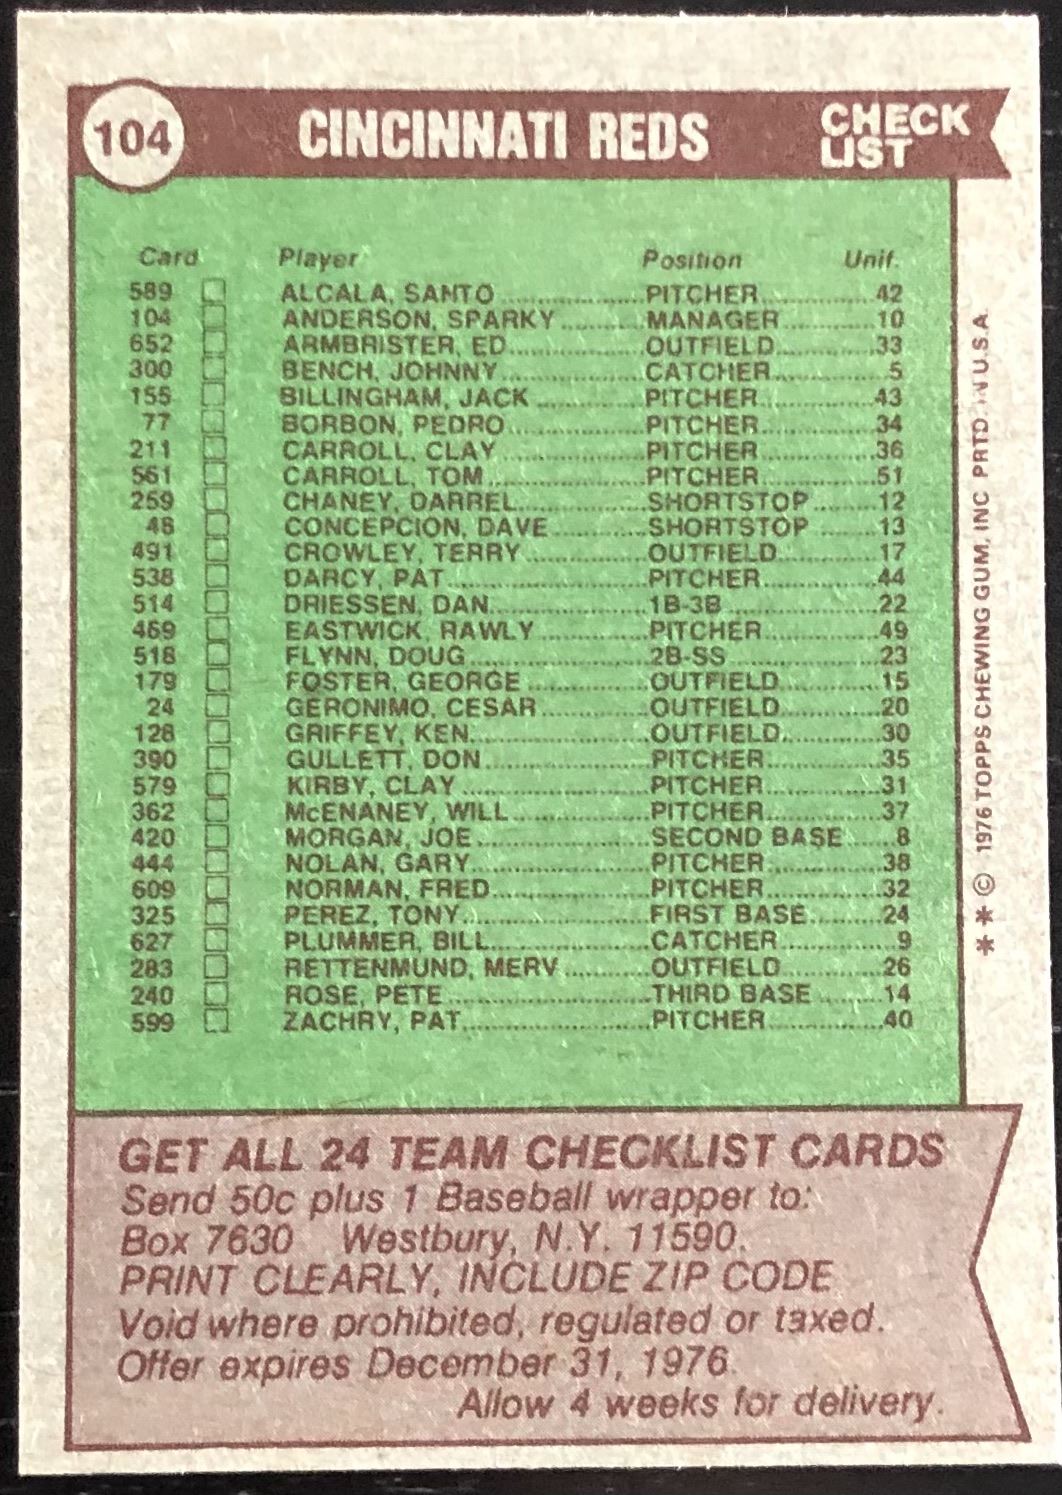 104 CINCINNATI REDS CHECK LIST
Card Player Position Unif.
589 ALCALA, SANTO PITCHER 42
104 ANDERSON, SPARKY MANAGER 10
652 ARMBRISTER, ED OUTFIELD 33
300 BENCH, JOHNNY CATCHER 5
155 BILLINGHAM, JACK PITCHER 43
77 BORBON, PEDRO PITCHER 34
211 CARROLL, CLAY PITCHER 36
561 CARROLL, TOM PITCHER 51
259 CHANEY, DARREL SHORTSTOP 12
48 CONCEPCION, DAVE SHORTSTOP 13
491 CROWLEY, TERRY OUTFIELD 17
538 DARCY, PAT PITCHER 44
514 DRIESSEN, DAN 1B-3B 22
469 EASTWICK, RAWLY PITCHER 49
518 FLYNN, DOUG 2B-SS 23
179 FOSTER, GEORGE OUTFIELD 15
24 GERONIMO, CESAR OUTFIELD 20
128 GRIFFEY, KEN OUTFIELD 30
390 GULLETT, DON PITCHER 35
579 KIRBY, CLAY PITCHER 31
362 McENANEY, WILL PITCHER 37
420 MORGAN, JOE SECOND BASE 8
444 NOLAN, GARY PITCHER 38
609 NORMAN, FRED PITCHER 32
325 PEREZ, TONY FIRST BASE 24
627 PLUMMER, BILL CATCHER 9
283 RETTENMUND, MERV OUTFIELD 26
240 ROSE, PETE THIRD BASE 14
599 ZACHRY, PAT PITCHER 40
* * © 1976 TOPPS CHEWING GUM, INC PRTD. IN U.S.A.
GET ALL 24 TEAM CHECKLIST CARDS
Send 50c plus 1 Baseball wrapper to:
Box 7630 Westbury, N.Y. 11590.
PRINT CLEARLY, INCLUDE ZIP CODE
Void where prohibited, regulated or taxed.
Offer expires December 31, 1976.
Allow 4 weeks for delivery.